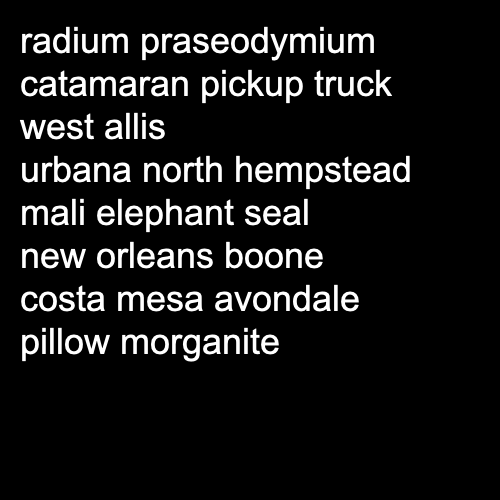 radium praseodymium
catamaran pickup truck
west allis
urbana north hempstead
mali elephant seal
new orleans boone
costa mesa avondale
pillow morganite